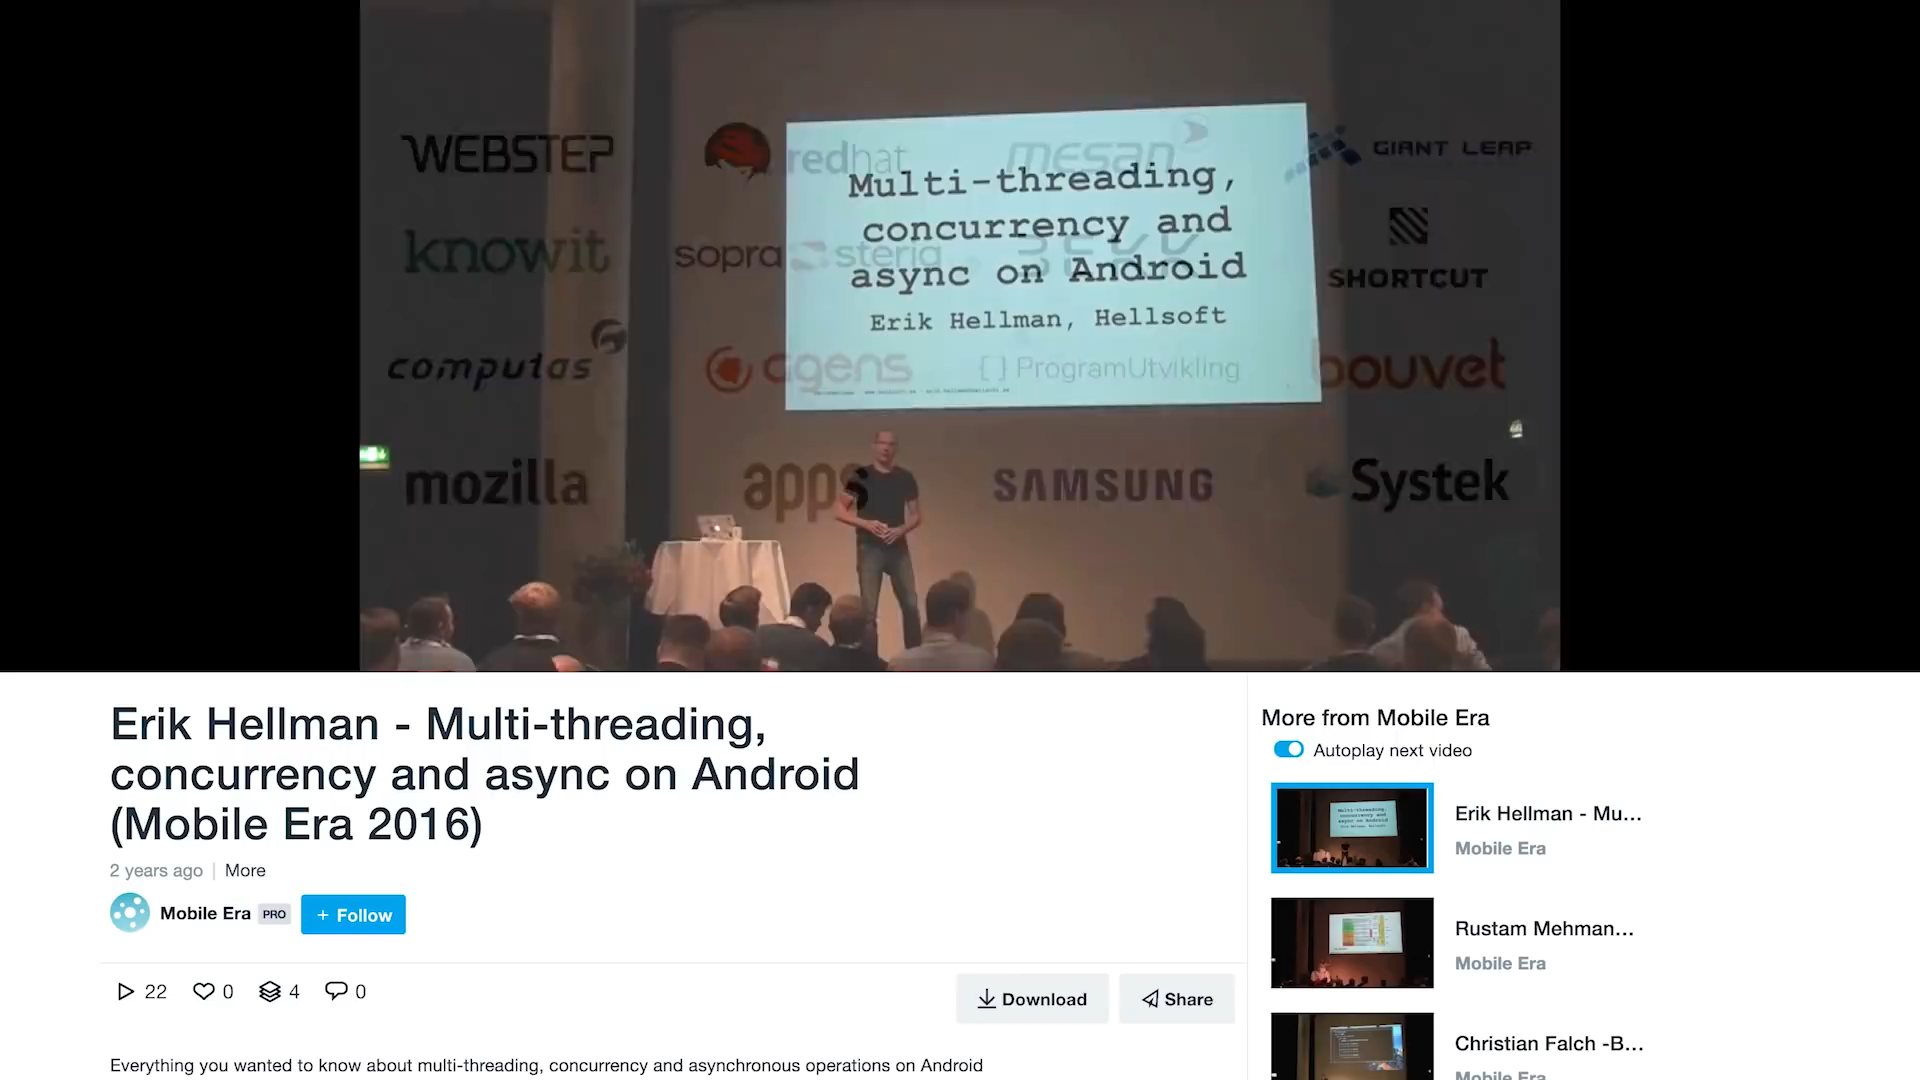 WEBSTEP
redhat
MESAN
GIANT LEAP
Multi-threading,
concurrency and
async on Android
Erik Hellman, Hellsoft
knowit
sopra steria
BEKK
SHORTCUT
computas
agens
[ ] ProgramUtvikling
bouvet
mozilla
apps
SAMSUNG
Systek
Erik Hellman - Multi-threading,
concurrency and async on Android
(Mobile Era 2016)
2 years ago | More
Mobile Era PRO + Follow
22 0 4 0
Download Share
Everything you wanted to know about multi-threading, concurrency and asynchronous operations on Android
More from Mobile Era
Autoplay next video
Erik Hellman - Mu...
Mobile Era
Rustam Mehman...
Mobile Era
Christian Falch -B...
Mobile Era